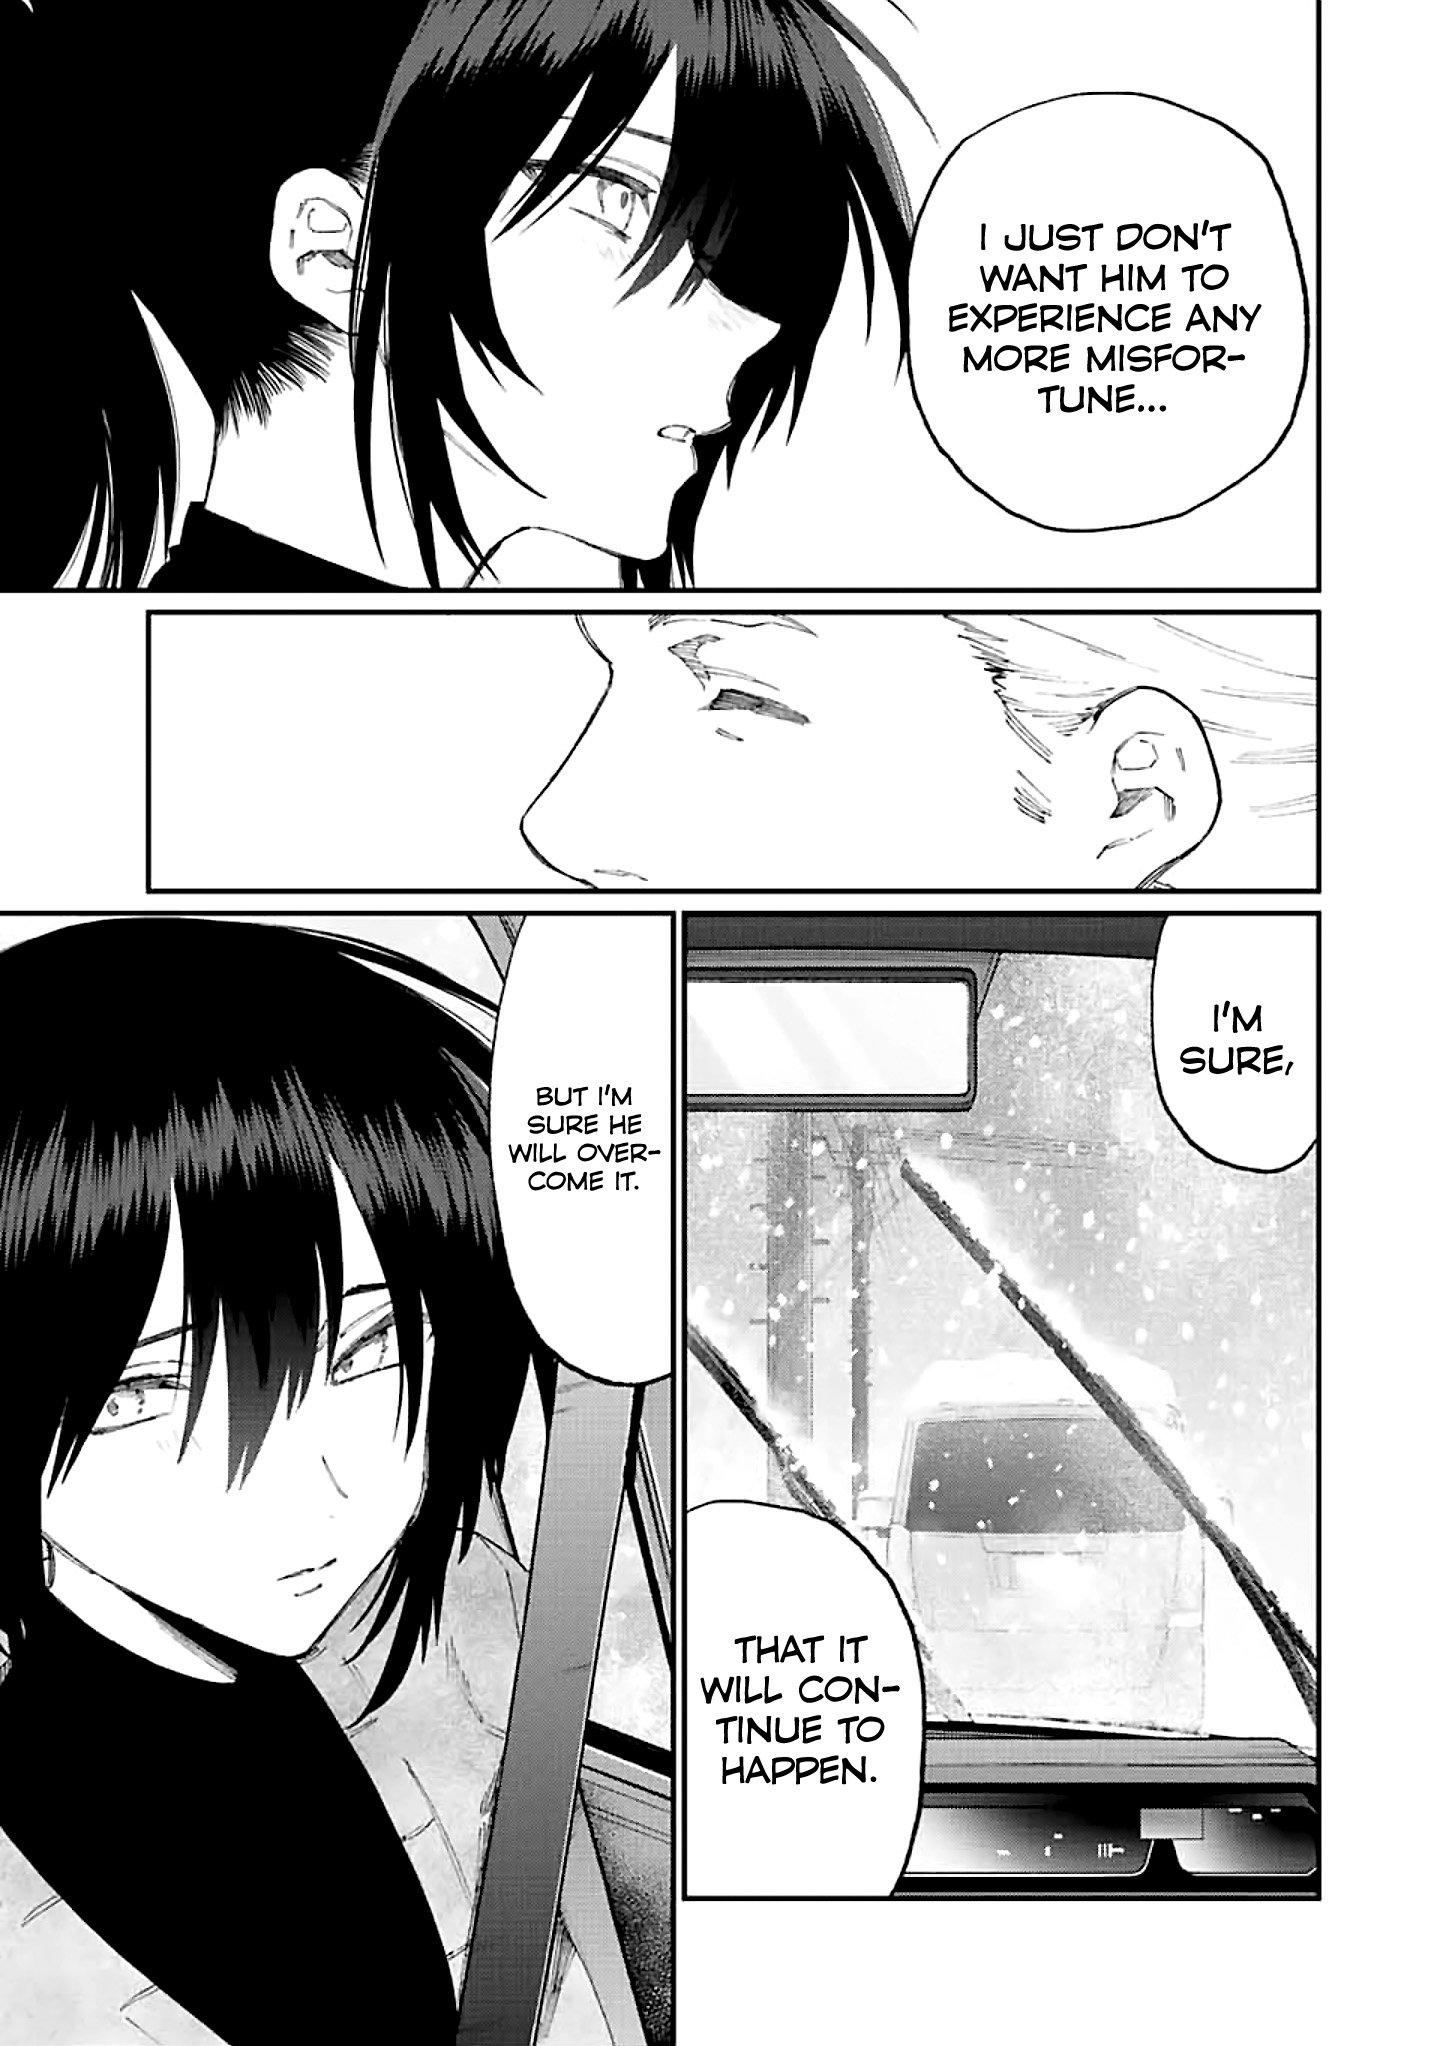 I JUST DON'T
WANT HIM TO
EXPERIENCE ANY
MORE MISFOR-
TUNE...
I'M
SURE,
THAT IT
WILL CON-
TINUE TO
HAPPEN.
BUT I'M
SURE HE
WILL OVER-
COME IT.